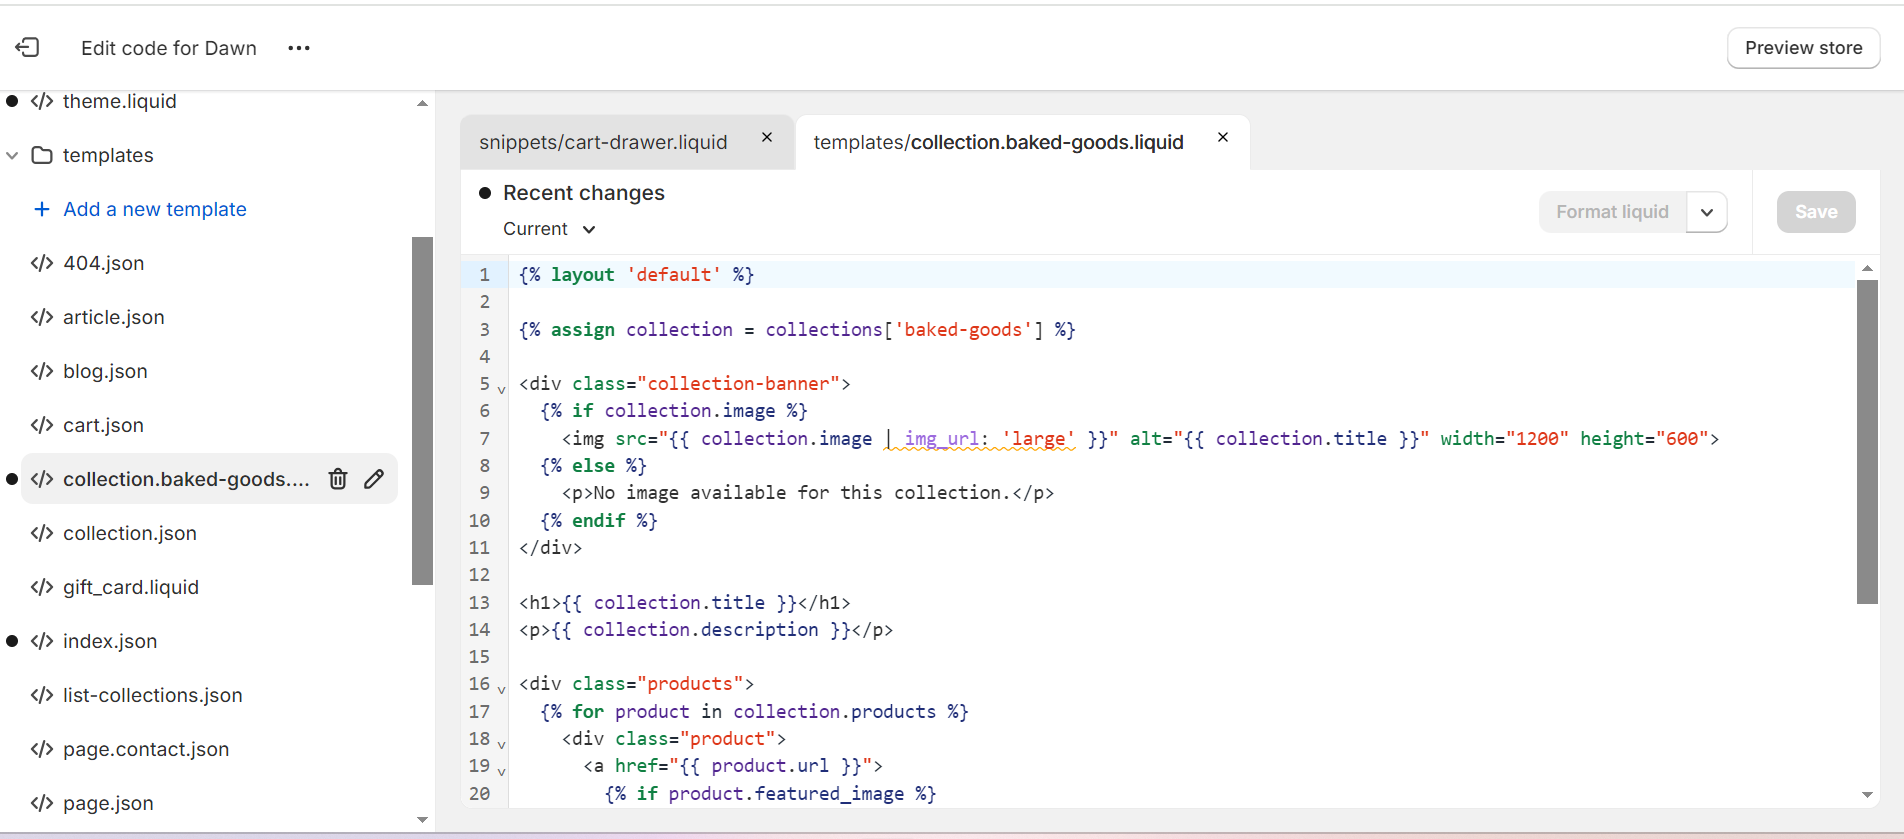 Edit code for Dawn
Preview store
theme.liquid
templates
Add a new template
404.json
article.json
blog.json
cart.json
collection.baked-goods....
collection.json
gift_card.liquid
index.json
list-collections.json
page.contact.json
page.json
snippets/cart-drawer.liquid
templates/collection.baked-goods.liquid
Recent changes
Current
Format liquid
Save
1 {% layout 'default' %}
2
3 {% assign collection = collections['baked-goods'] %}
4
5 <div class="collection-banner">
6 {% if collection.image %}
7 <img src="{{ collection.image | img_url: 'large' }}" alt="{{ collection.title }}" width="1200" height="600">
8 {% else %}
9 <p>No image available for this collection.</p>
10 {% endif %}
11 </div>
12
13 <h1>{{ collection.title }}</h1>
14 <p>{{ collection.description }}</p>
15
16 <div class="products">
17 {% for product in collection.products %}
18 <div class="product">
19 <a href="{{ product.url }}">
20 {% if product.featured_image %}